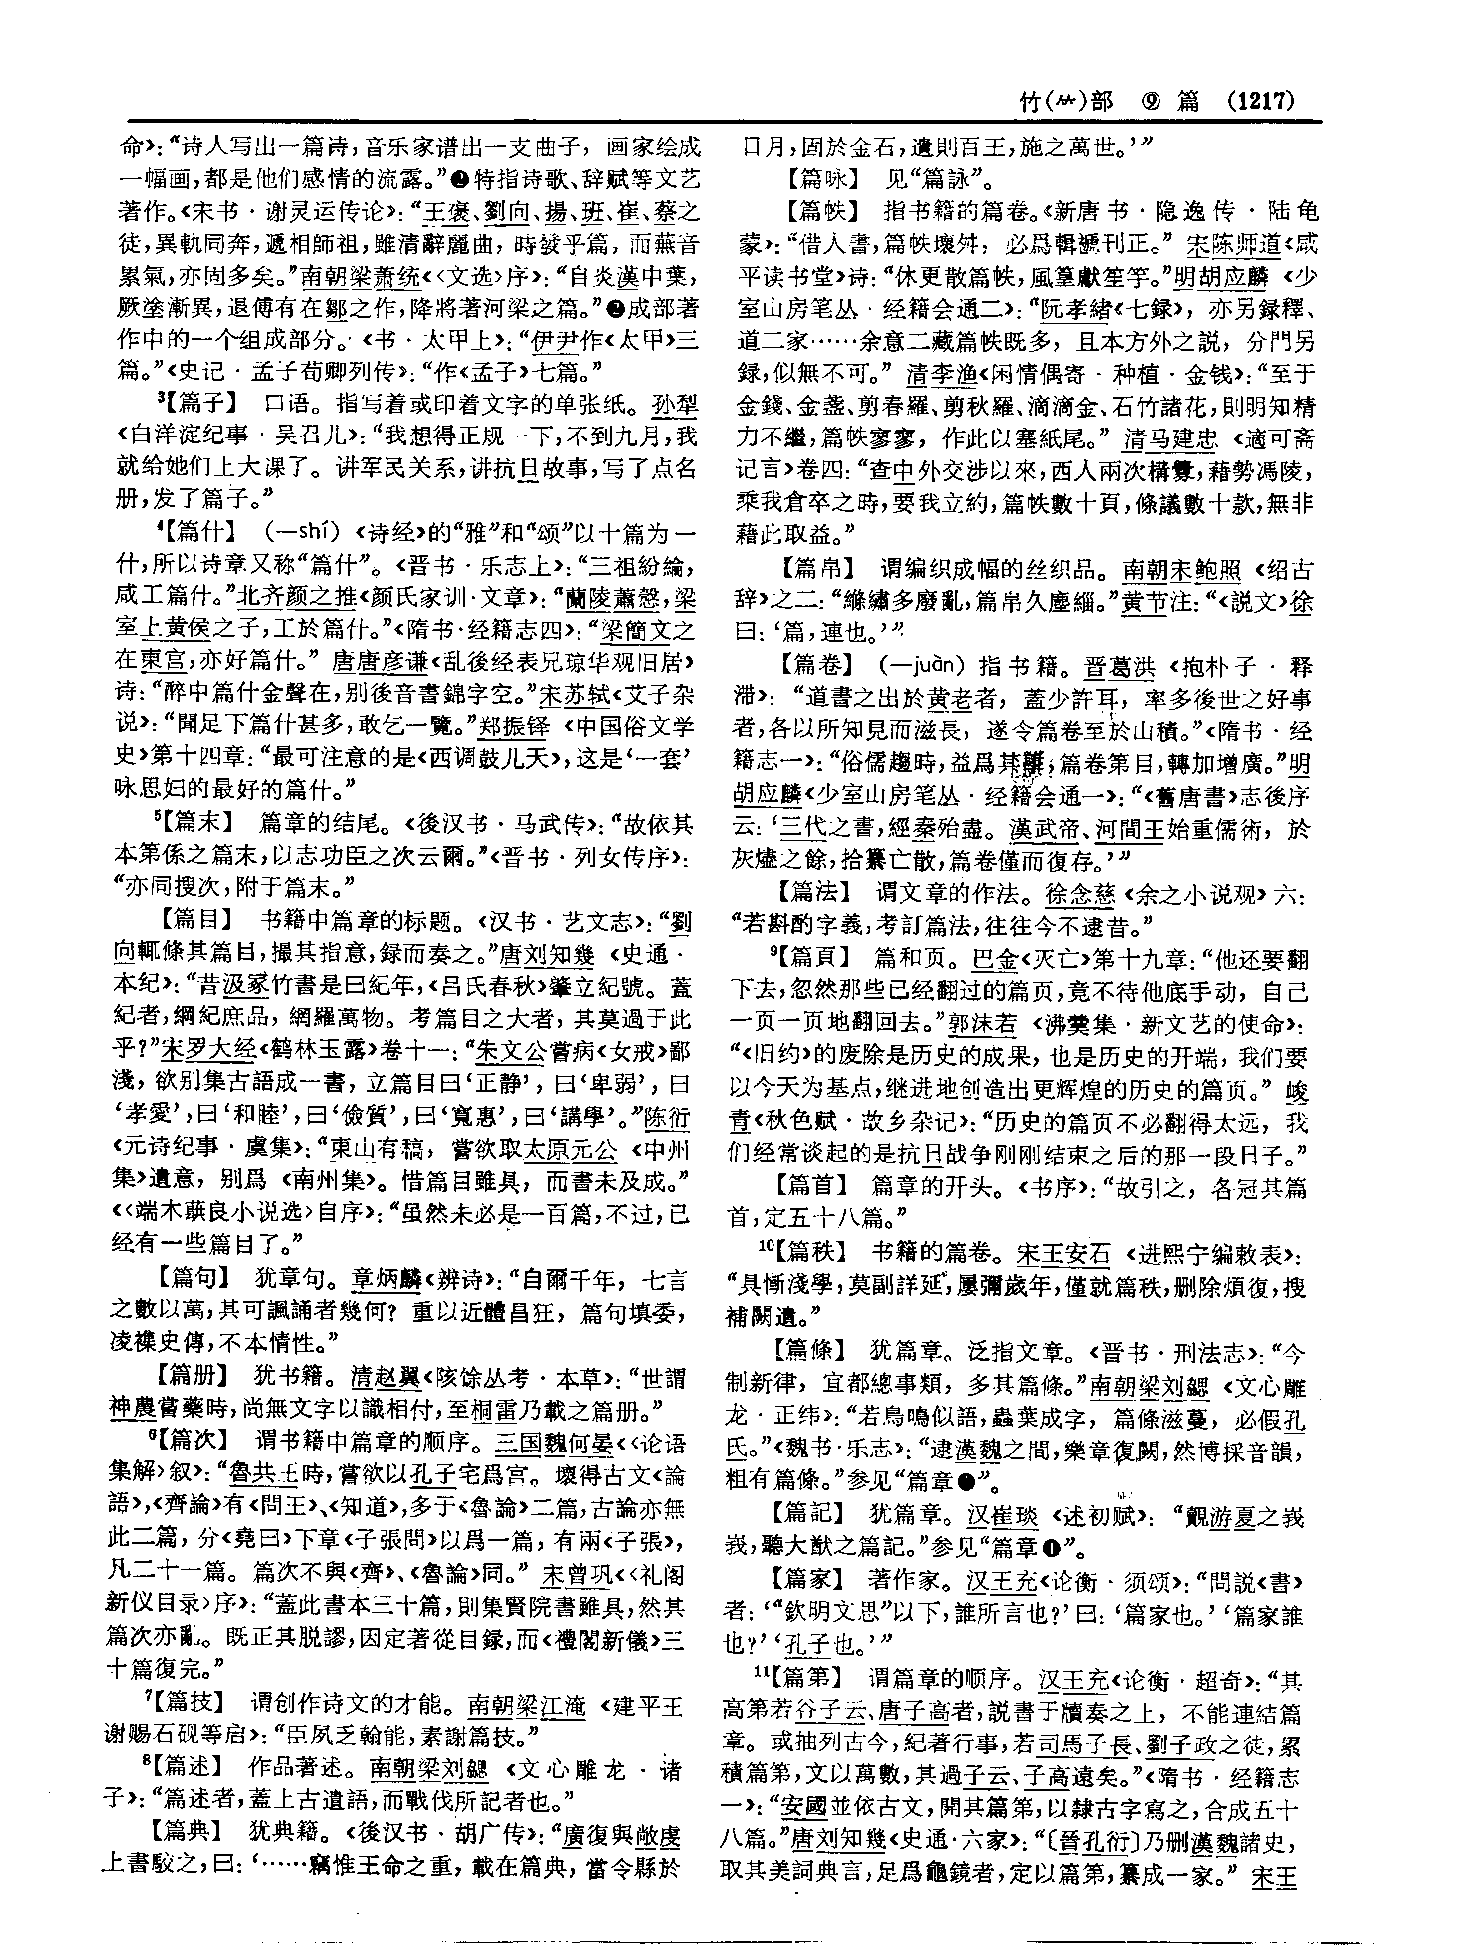 竹(⺮)部 ⑨ 篇 (1217)
命》：“诗人写出一篇诗，音乐家谱出一支曲子，画家绘成
一幅画，都是他们感情的流露。”❷特指诗歌、辞赋等文艺
著作。《宋书·谢灵运传论》：“王褒、劉向、揚、班、崔、蔡之
徒，異軌同奔，遞相師祖，雖清辭麗曲，時發乎篇，而蕪音
累氣，亦固多矣。”南朝梁萧统《〈文选〉序》：“自炎漢中葉，
厥塗漸異，退傅有在鄒之作，降將著河梁之篇。”❷成部著
作中的一个组成部分。《书·太甲上》：“伊尹作《太甲》三
篇。”《史记·孟子荀卿列传》：“作《孟子》七篇。”
³【篇子】 口语。指写着或印着文字的单张纸。孙犁
《白洋淀纪事·吴召儿》：“我想得正规一下，不到九月，我
就给她们上大课了。讲军民关系，讲抗日故事，写了点名
册，发了篇子。”
⁴【篇什】 （—shí）《诗经》的“雅”和“颂”以十篇为一
什，所以诗章又称“篇什”。《晋书·乐志上》：“三祖紛綸，
咸工篇什。”北齐颜之推《颜氏家训·文章》：“蘭陵蕭慤，梁
室上黄侯之子，工於篇什。”《隋书·经籍志四》：“梁簡文之
在東宫，亦好篇什。”唐唐彦谦《乱後经表兄琼华观旧居》
诗：“醉中篇什金聲在，别後音書錦字空。”宋苏轼《艾子杂
说》：“聞足下篇什甚多，敢乞一覽。”郑振铎《中国俗文学
史》第十四章：“最可注意的是《西调鼓儿天》，这是‘一套’
咏思妇的最好的篇什。”
⁵【篇末】 篇章的结尾。《後汉书·马武传》：“故依其
本第係之篇末，以志功臣之次云爾。”《晋书·列女传序》：
“亦同搜次，附于篇末。”
【篇目】 书籍中篇章的标题。《汉书·艺文志》：“劉
向輒條其篇目，撮其指意，録而奏之。”唐刘知幾《史通·
本纪》：“昔汲冢竹書是曰紀年，《吕氏春秋》肇立紀號。蓋
紀者，綱紀庶品，網羅萬物。考篇目之大者，其莫過于此
乎？”宋罗大经《鹤林玉露》卷十一：“朱文公嘗病《女戒》鄙
淺，欲别集古語成一書，立篇目曰‘正静’，曰‘卑弱’，曰
‘孝愛’，曰‘和睦’，曰‘儉質’，曰‘寬惠’，曰‘講學’。”陈衍
《元诗纪事·虞集》：“東山有稿，嘗欲取太原元公《中州
集》遺意，别爲《南州集》。惜篇目雖具，而書未及成。”
《〈端木蕻良小说选〉自序》：“虽然未必是一百篇，不过，已
经有一些篇目了。”
【篇句】 犹章句。章炳麟《辨诗》：“自爾千年，七言
之數以萬，其可諷誦者幾何？重以近體昌狂，篇句填委，
凌襍史傳，不本情性。”
【篇册】 犹书籍。清赵翼《陔馀丛考·本草》：“世謂
神農嘗藥時，尚無文字以識相付，至桐雷乃載之篇册。”
⁶【篇次】 谓书籍中篇章的顺序。三国魏何晏《〈论语
集解〉叙》：“魯共王時，嘗欲以孔子宅爲宫。壞得古文《論
語》，《齊論》有《問王》、《知道》，多于《魯論》二篇，古論亦無
此二篇，分《堯曰》下章《子張問》以爲一篇，有兩《子張》，
凡二十一篇。篇次不與《齊》、《魯論》同。”宋曾巩《〈礼阁
新仪目录〉序》：“蓋此書本三十篇，則集賢院書雖具，然其
篇次亦亂。既正其脱謬，因定著從目録，而《禮閣新儀》三
十篇復完。”
⁷【篇技】 谓创作诗文的才能。南朝梁江淹《建平王
谢赐石砚等启》：“臣夙乏翰能，素謝篇技。”
⁸【篇述】 作品著述。南朝梁刘勰《文心雕龙·诸
子》：“篇述者，蓋上古遺語，而戰伐所記者也。”
【篇典】 犹典籍。《後汉书·胡广传》：“廣復與敞虔
上書駁之，曰：‘……竊惟王命之重，載在篇典，當令縣於
日月，固於金石，遺則百王，施之萬世。’”
【篇咏】 见“篇詠”。
【篇帙】 指书籍的篇卷。《新唐书·隐逸传·陆龟
蒙》：“借人書，篇帙壞舛，必爲輯褫刊正。”宋陈师道《咸
平读书堂》诗：“休更散篇帙，風篁獻笙竽。”明胡应麟《少
室山房笔丛·经籍会通二》：“阮孝緒《七録》，亦另録釋、
道二家……余意二藏篇帙既多，且本方外之説，分門另
録，似無不可。”清李渔《闲情偶寄·种植·金钱》：“至于
金錢、金盞、剪春羅、剪秋羅、滴滴金、石竹諸花，則明知精
力不繼，篇帙寥寥，作此以塞紙尾。”清马建忠《適可斋
记言》卷四：“查中外交涉以來，西人兩次構釁，藉勢馮陵，
乘我倉卒之時，要我立約，篇帙數十頁，條議數十款，無非
藉此取益。”
【篇帛】 谓编织成幅的丝织品。南朝宋鲍照《绍古
辞》之二：“絛繡多廢亂，篇帛久塵緇。”黄节注：“《説文》徐
曰：‘篇，連也。’”
【篇卷】 （—juàn）指书籍。晋葛洪《抱朴子·释
滞》：“道書之出於黄老者，蓋少許耳，率多後世之好事
者，各以所知見而滋長，遂令篇卷至於山積。”《隋书·经
籍志一》：“俗儒趨時，益爲其難，篇卷第目，轉加增廣。”明
胡应麟《少室山房笔丛·经籍会通一》：“《舊唐書》志後序
云：‘三代之書，經秦殆盡。漢武帝、河間王始重儒術，於
灰燼之餘，拾纂亡散，篇卷僅而復存。’”
【篇法】 谓文章的作法。徐念慈《余之小说观》六：
“若斟酌字義，考訂篇法，往往今不逮昔。”
⁹【篇頁】 篇和页。巴金《灭亡》第十九章：“他还要翻
下去，忽然那些已经翻过的篇页，竟不待他底手动，自己
一页一页地翻回去。”郭沫若《沸羹集·新文艺的使命》：
“《旧约》的废除是历史的成果，也是历史的开端，我们要
以今天为基点，继进地创造出更辉煌的历史的篇页。”峻
青《秋色赋·故乡杂记》：“历史的篇页不必翻得太远，我
们经常谈起的是抗日战争刚刚结束之后的那一段日子。”
【篇首】 篇章的开头。《书序》：“故引之，各冠其篇
首，定五十八篇。”
¹⁰【篇秩】 书籍的篇卷。宋王安石《进熙宁编敕表》：
“具慚淺學，莫副詳延，屢彌歲年，僅就篇秩，删除煩復，搜
補闕遺。”
【篇條】 犹篇章。泛指文章。《晋书·刑法志》：“今
制新律，宜都總事類，多其篇條。”南朝梁刘勰《文心雕
龙·正纬》：“若鳥鳴似語，蟲葉成字，篇條滋蔓，必假孔
氏。”《魏书·乐志》：“逮漢魏之間，樂章復闕，然博採音韻，
粗有篇條。”参见“篇章❶”。
【篇記】 犹篇章。汉崔琰《述初赋》：“觀游夏之峩
峩，聽大猷之篇記。”参见“篇章❶”。
【篇家】 著作家。汉王充《论衡·须颂》：“問説《書》
者：‘“欽明文思”以下，誰所言也？’曰：‘篇家也。’‘篇家誰
也？’‘孔子也。’”
¹¹【篇第】 谓篇章的顺序。汉王充《论衡·超奇》：“其
高第若谷子云、唐子高者，説書于牘奏之上，不能連結篇
章。或抽列古今，紀著行事，若司馬子長、劉子政之徒，累
積篇第，文以萬數，其過子云、子高遠矣。”《隋书·经籍志
一》：“安國並依古文，開其篇第，以隸古字寫之，合成五十
八篇。”唐刘知幾《史通·六家》：“〔晉孔衍〕乃删漢魏諸史，
取其美詞典言，足爲龜鏡者，定以篇第，纂成一家。”宋王